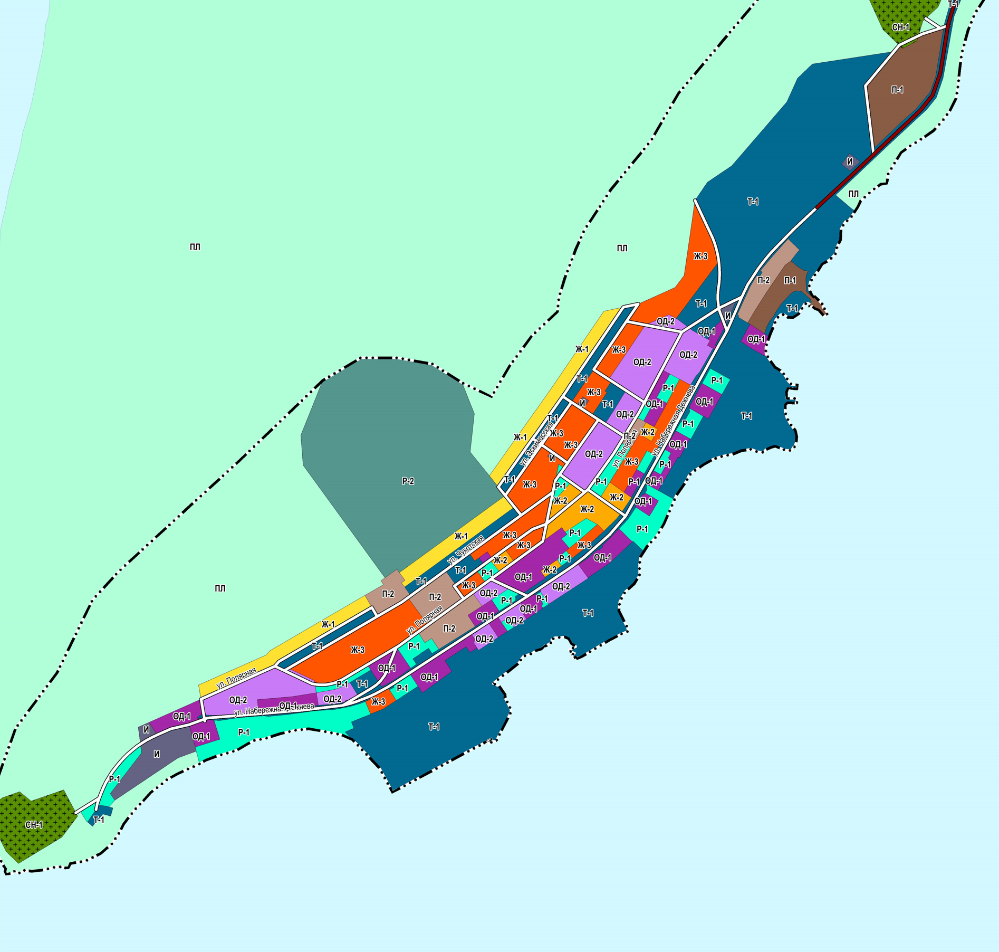 Т-1
СН-1
П-1
И
ПЛ
Т-1
ПЛ
ПЛ
Ж-3
П-2
П-1
Т-1
Т-1
И
ОД-2
ОД-1
ОД-1
Ж-1
Ж-3
ОД-2
ОД-2
Т-1
Р-1
Р-1
Ж-3
И
Т-1
ОД-1
ОД-1
ОД-2
Т-1
Т-1
ул. Набережная Дежнева
Р-1
Ж-3
Ж-1
П-2
Ж-2
ул. Эскимосская
Ж-3
ОД-1
ОД-2
ул. Полярная
И
Ж-3
Р-1
Р-2
Т-1
Ж-3
Р-1
Р-1
Р-1
ОД-1
Ж-2
Ж-2
ОД-1
Ж-2
Р-1
Р-1
Ж-1
Ж-3
ул. Чукотская
Ж-3
Ж-3
Ж-2
Р-1
ОД-1
Т-1
Ж-2
Р-1
ОД-1
Т-1
Ж-3
ОД-2
ПЛ
П-2
П-2
ОД-2
Р-1
Р-1
ОД-1
Т-1
ул. Полярная
ОД-1
ОД-2
Ж-1
П-2
ОД-2
Т-1
Ж-3
Р-1
ОД-1
ОД-1
ул. Полярная
Р-1
Т-1
Р-1
ОД-2
ОД-1
ОД-2
Ж-3
ул. Набережная Дежнева
ОД-1
Т-1
И
ОД-1
Р-1
И
Р-1
Т-1
СН-1